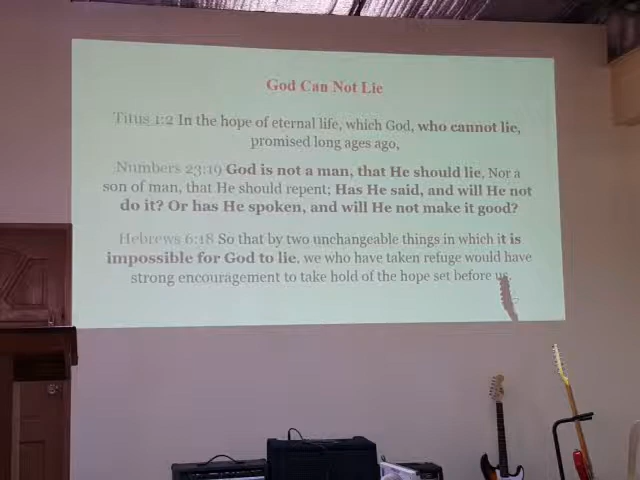 God Can Not Lie
Titus 1:2 In the hope of eternal life, which God, who cannot lie,
promised long ages ago,
Numbers 23:19 God is not a man, that He should lie, Nor a
son of man, that He should repent; Has He said, and will He not
do it? Or has He spoken, and will He not make it good?
Hebrews 6:18 So that by two unchangeable things in which it is
impossible for God to lie, we who have taken refuge would have
strong encouragement to take hold of the hope set before us.